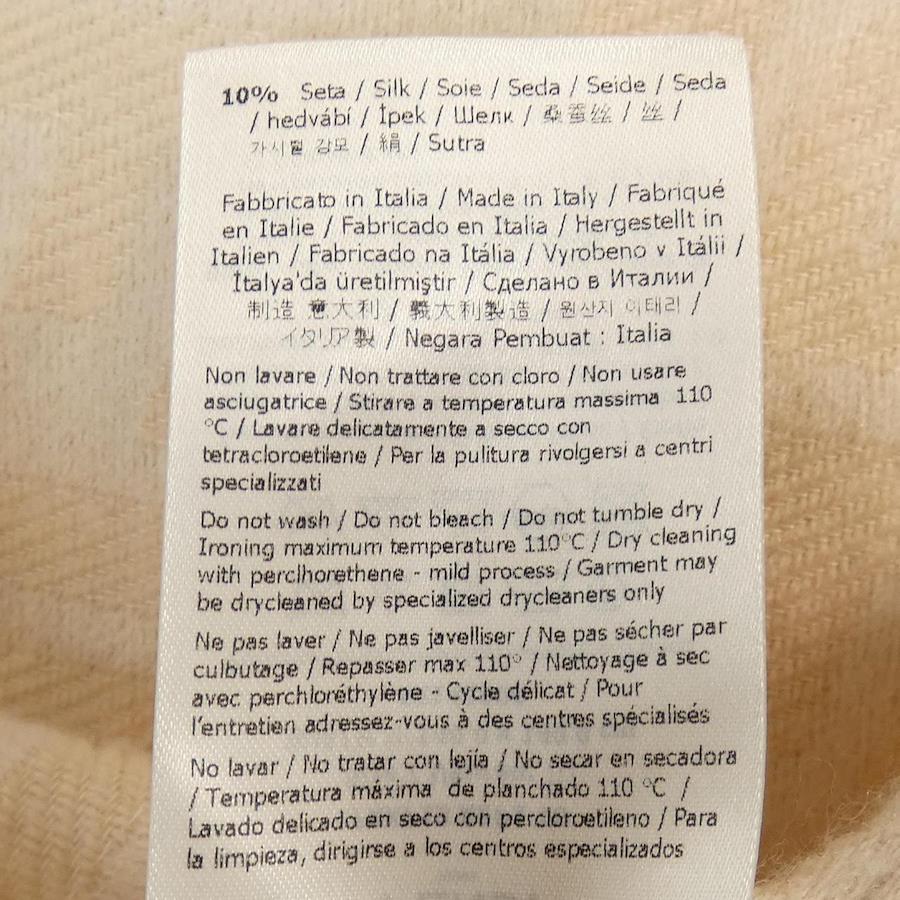 10% Seta / Silk / Soie / Seda / Seide / Seda
/ hedvábí / İpek / Шелк / 桑蚕丝 / 丝 /
가시털 강모 / 絹 / Sutra
Fabbricato in Italia / Made in Italy / Fabriqué
en Italie / Fabricado en Italia / Hergestellt in
Italien / Fabricado na Itália / Vyrobeno v Itálii /
İtalya'da üretilmiştir / Сделано в Италии /
制造 意大利 / 義大利製造 / 원산지 이태리 /
イタリア製 / Negara Pembuat : Italia
Non lavare / Non trattare con cloro / Non usare
asciugatrice / Stirare a temperatura massima 110
°C / Lavare delicatamente a secco con
tetracloroetilene / Per la pulitura rivolgersi a centri
specializzati
Do not wash / Do not bleach / Do not tumble dry /
Ironing maximum temperature 110°C / Dry cleaning
with perclhorethene - mild process / Garment may
be drycleaned by specialized drycleaners only
Ne pas laver / Ne pas javelliser / Ne pas sécher par
culbutage / Repasser max 110° / Nettoyage à sec
avec perchloréthylène - Cycle délicat / Pour
l'entretien adressez-vous à des centres spécialisés
No lavar / No tratar con lejía / No secar en secadora
/ Temperatura máxima de planchado 110 °C /
Lavado delicado en seco con percloroetileno / Para
la limpieza, dirigirse a los centros especializados